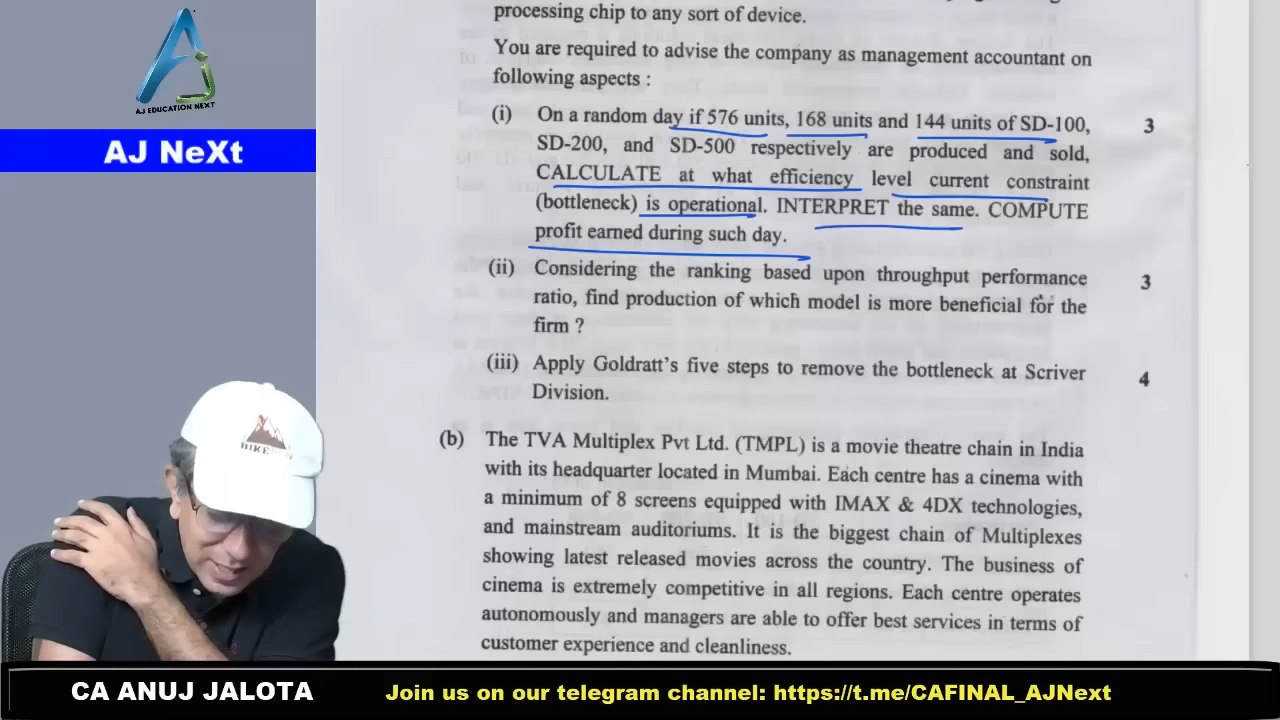 AJ EDUCATION NEXT
AJ NeXt
HIKE
processing chip to any sort of device.
You are required to advise the company as management accountant on
following aspects :
(i) On a random day if 576 units, 168 units and 144 units of SD-100, 3
SD-200, and SD-500 respectively are produced and sold,
CALCULATE at what efficiency level current constraint
(bottleneck) is operational. INTERPRET the same. COMPUTE
profit earned during such day.
(ii) Considering the ranking based upon throughput performance 3
ratio, find production of which model is more beneficial for the
firm ?
(iii) Apply Goldratt's five steps to remove the bottleneck at Scriver 4
Division.
(b) The TVA Multiplex Pvt Ltd. (TMPL) is a movie theatre chain in India
with its headquarter located in Mumbai. Each centre has a cinema with
a minimum of 8 screens equipped with IMAX & 4DX technologies,
and mainstream auditoriums. It is the biggest chain of Multiplexes
showing latest released movies across the country. The business of
cinema is extremely competitive in all regions. Each centre operates
autonomously and managers are able to offer best services in terms of
customer experience and cleanliness.
CA ANUJ JALOTA
Join us on our telegram channel: https://t.me/CAFINAL_AJNext